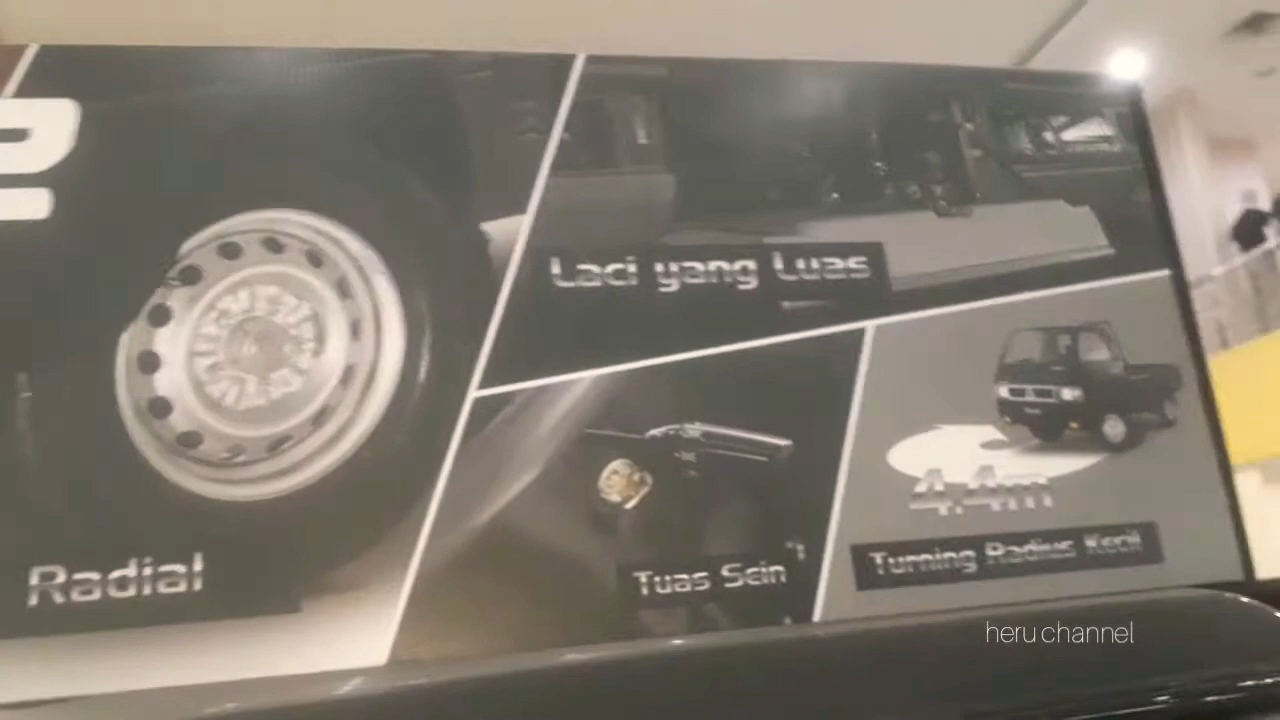 Laci yang Luas
4.4m
Turning Radius Kecil
Tuas Sein
Radial
heru channel